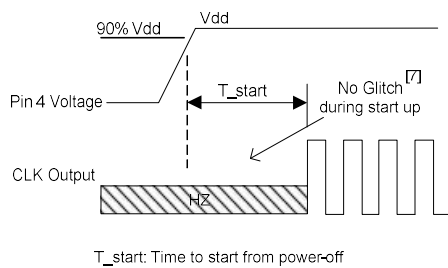 Vdd
90% Vdd
T_start
No Glitch [7]
during start up
Pin 4 Voltage
CLK Output
HZ
T_start: Time to start from power-off